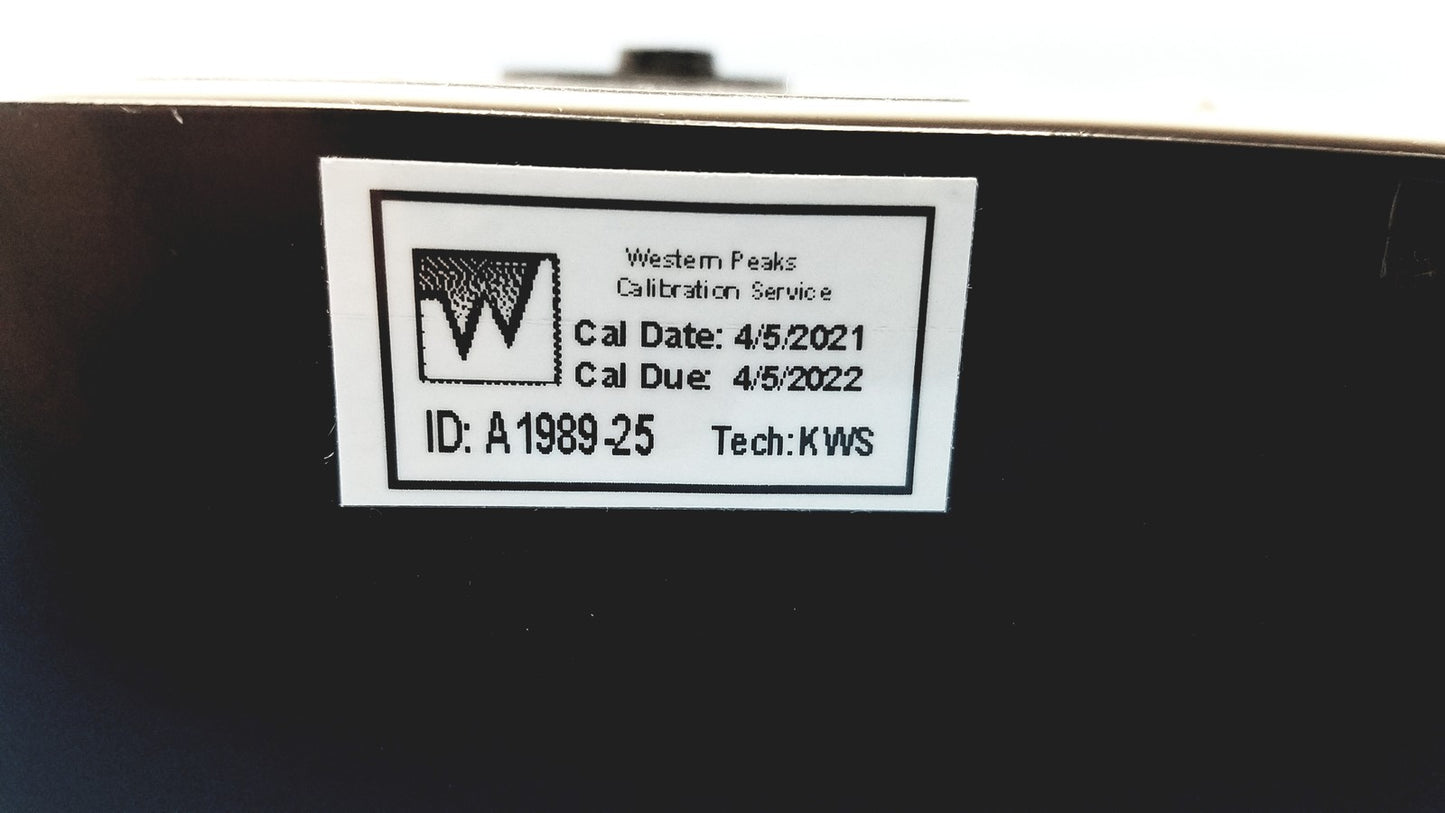 Western Peaks
Calibration Service
Cal Date: 4/5/2021
Cal Due: 4/5/2022
ID: A1989-25 Tech:KWS